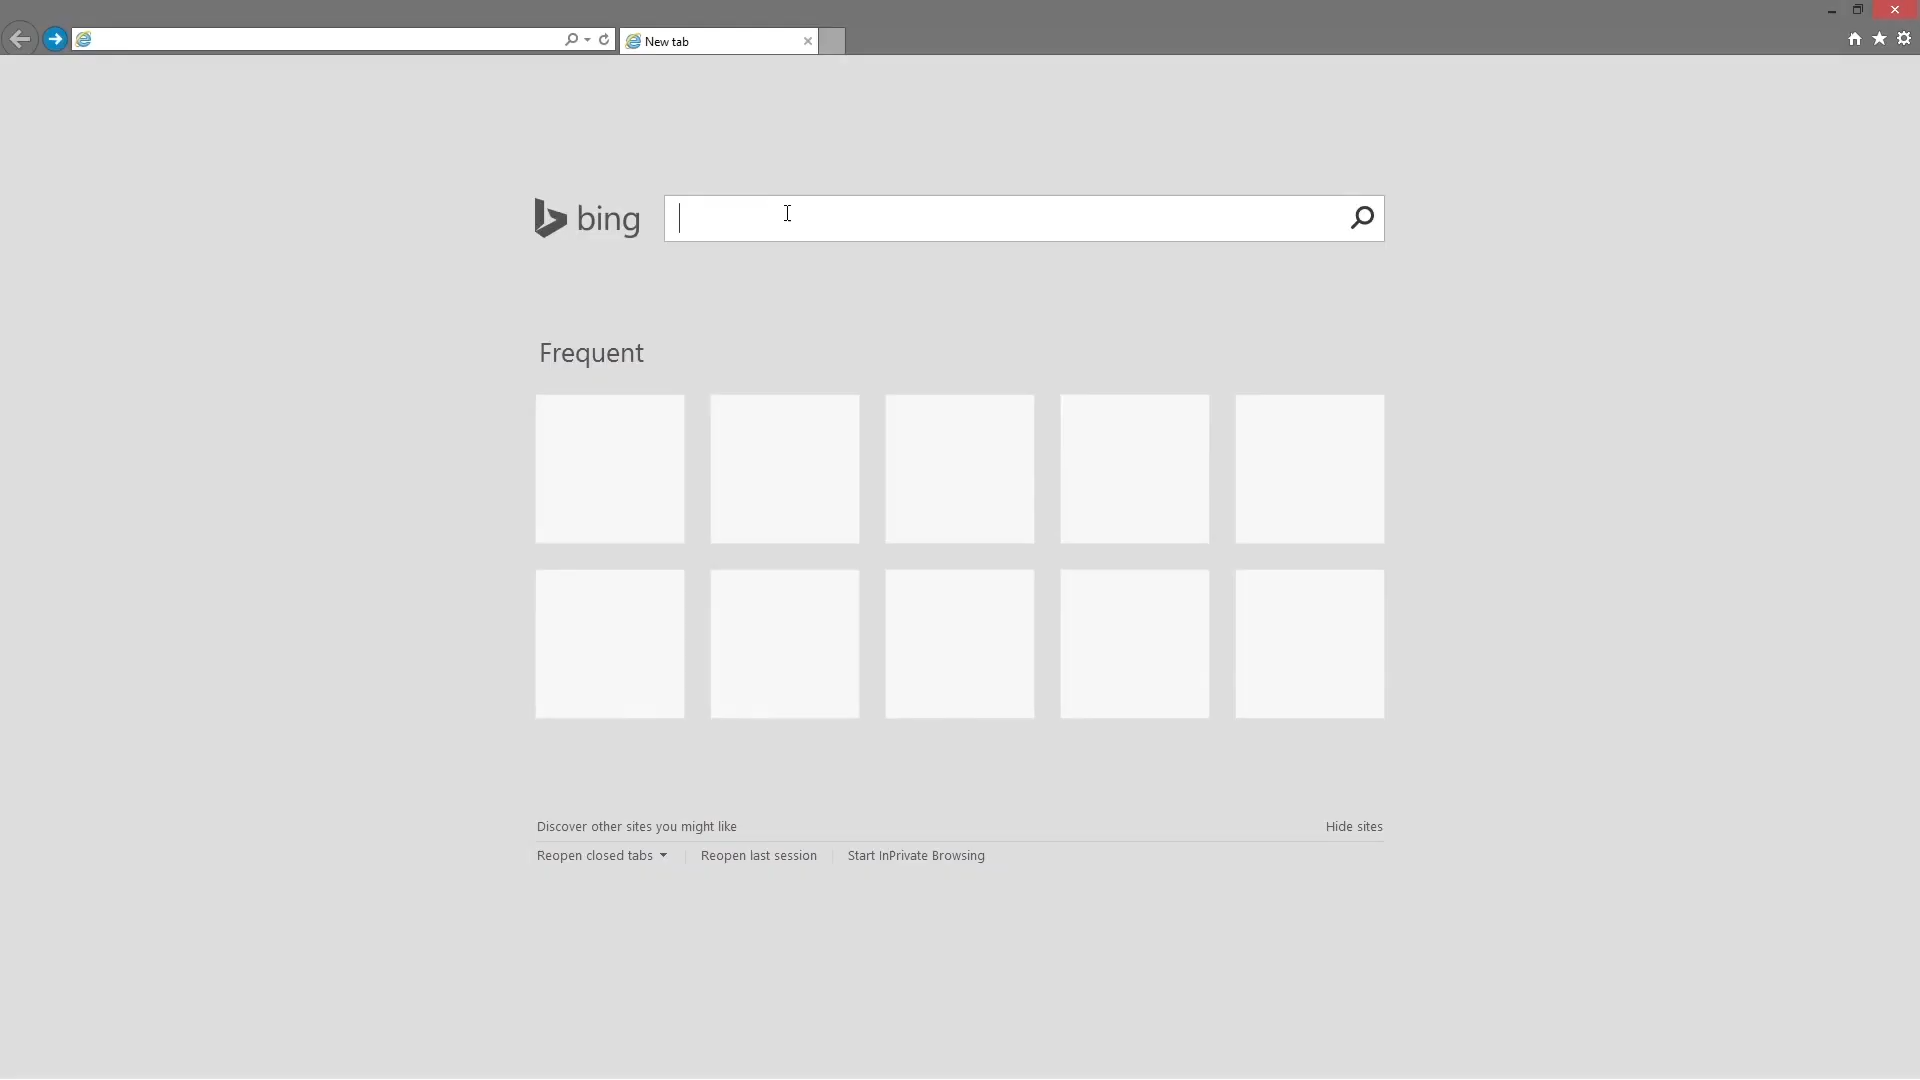 New tab
bing
Frequent
Discover other sites you might like
Hide sites
Reopen closed tabs
Reopen last session
Start InPrivate Browsing